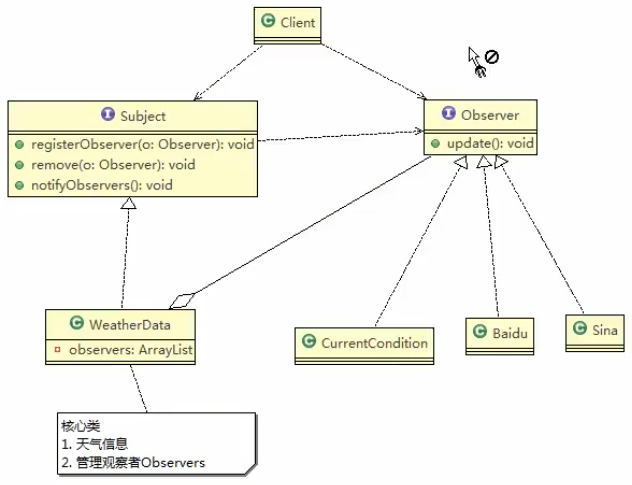 Client
Subject
registerObserver(o: Observer): void
remove(o: Observer): void
notifyObservers(): void
Observer
update(): void
WeatherData
observers: ArrayList
CurrentCondition
Baidu
Sina
核心类
1. 天气信息
2. 管理观察者Observers